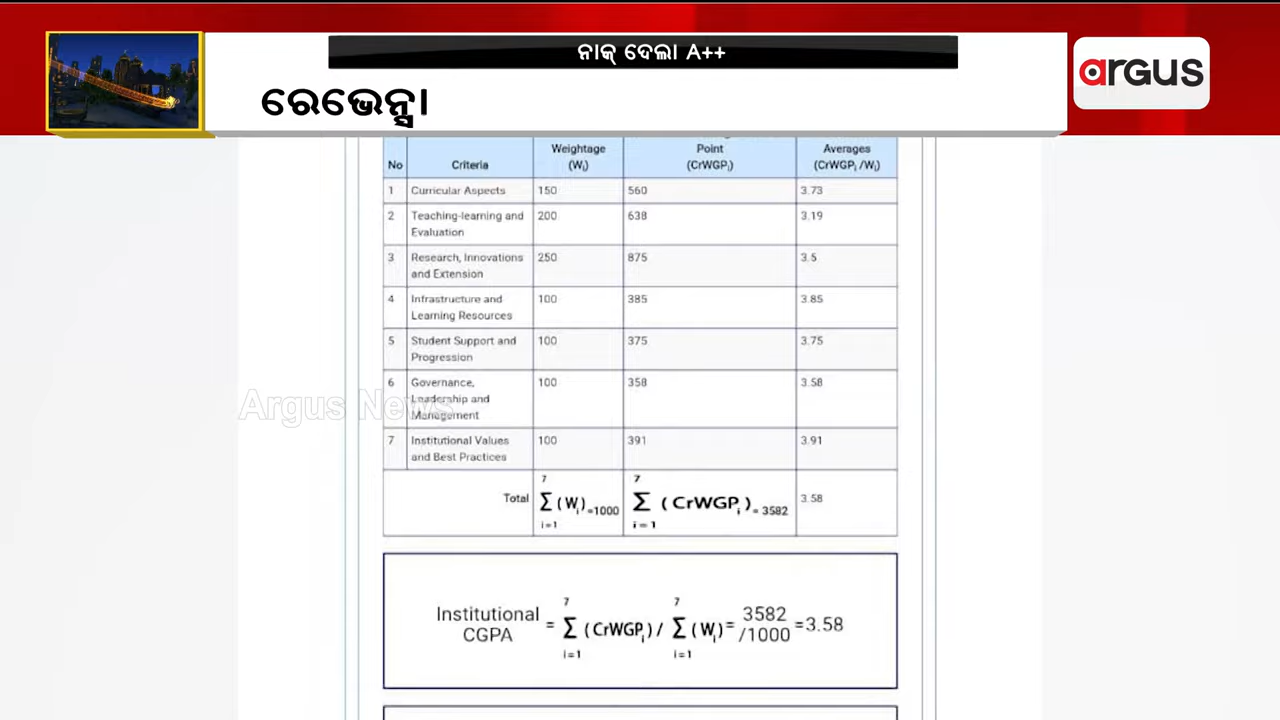 ନାକ୍ ଦେଲା A++
ରେଭେନ୍ସା
argus
No Criteria Weightage (Wi) Point (CrWGPi) Averages (CrWGPi /Wi)
1 Curricular Aspects 150 560 3.73
2 Teaching-learning and Evaluation 200 638 3.19
3 Research, Innovations and Extension 250 875 3.5
4 Infrastructure and Learning Resources 100 385 3.85
5 Student Support and Progression 100 375 3.75
6 Governance, Leadership and Management 100 358 3.58
7 Institutional Values and Best Practices 100 391 3.91
Total 7 Σ i=1 (Wi) =1000 7 Σ i=1 (CrWGPi) = 3582 3.58
Argus News
Institutional CGPA = 7 Σ i=1 (CrWGPi) / 7 Σ i=1 (Wi) = 3582 /1000 =3.58